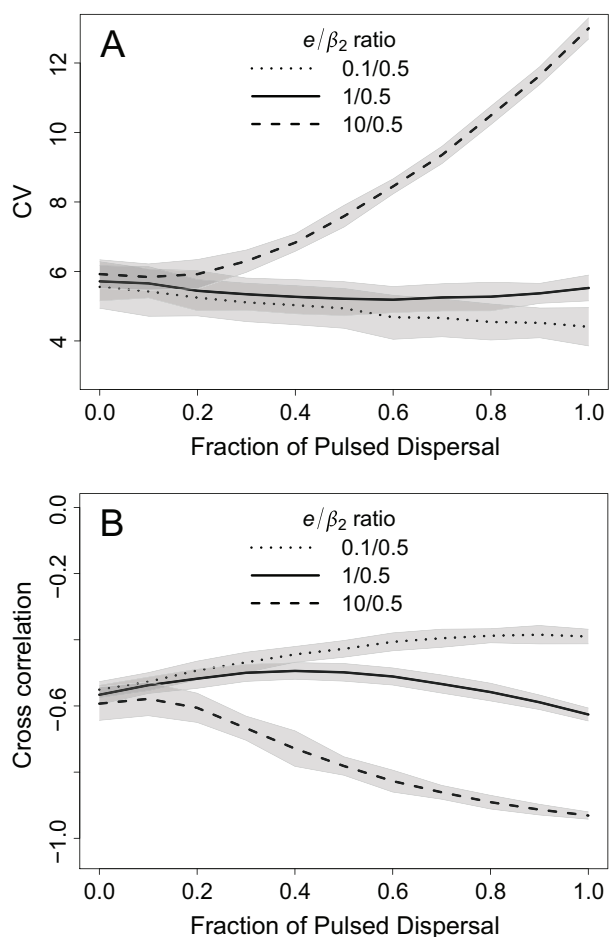 A
e/β₂ ratio
0.1/0.5
1/0.5
10/0.5
CV
12
10
8
6
4
0.0 0.2 0.4 0.6 0.8 1.0
Fraction of Pulsed Dispersal
B
e/β₂ ratio
0.1/0.5
1/0.5
10/0.5
Cross correlation
0.0
−0.2
−0.6
−1.0
0.0 0.2 0.4 0.6 0.8 1.0
Fraction of Pulsed Dispersal